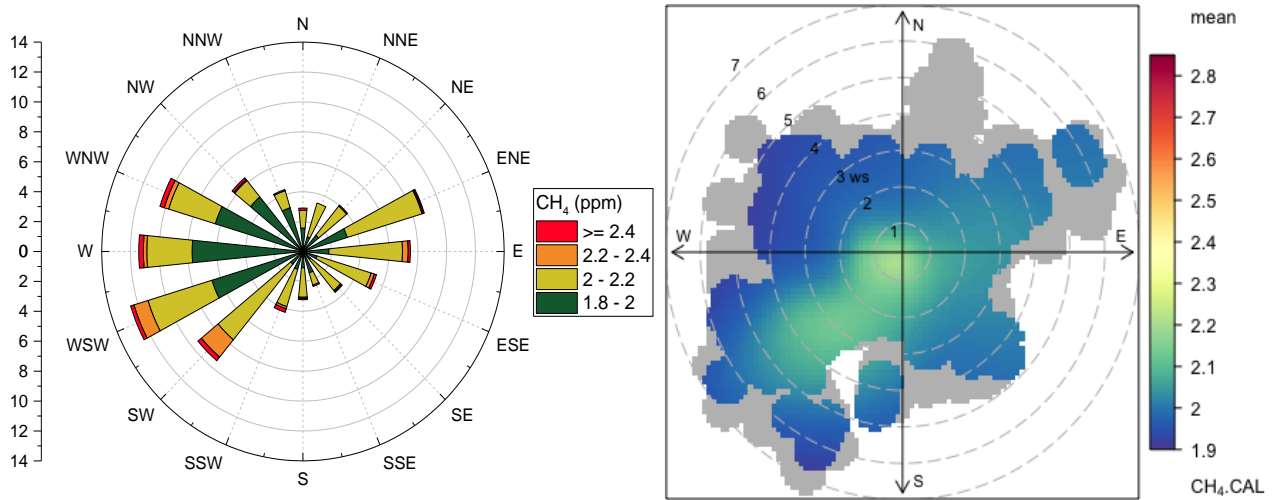 14
12
10
8
6
4
2
0
2
4
6
8
10
12
14
N
NNE
NE
ENE
E
ESE
SE
SSE
S
SSW
SW
WSW
W
WNW
NW
NNW
CH₄ (ppm)
>= 2.4
2.2 - 2.4
2 - 2.2
1.8 - 2
N
7
6
5
4
3 ws
2
1
W
E
S
mean
2.8
2.7
2.6
2.5
2.4
2.3
2.2
2.1
2
1.9
CH₄.CAL